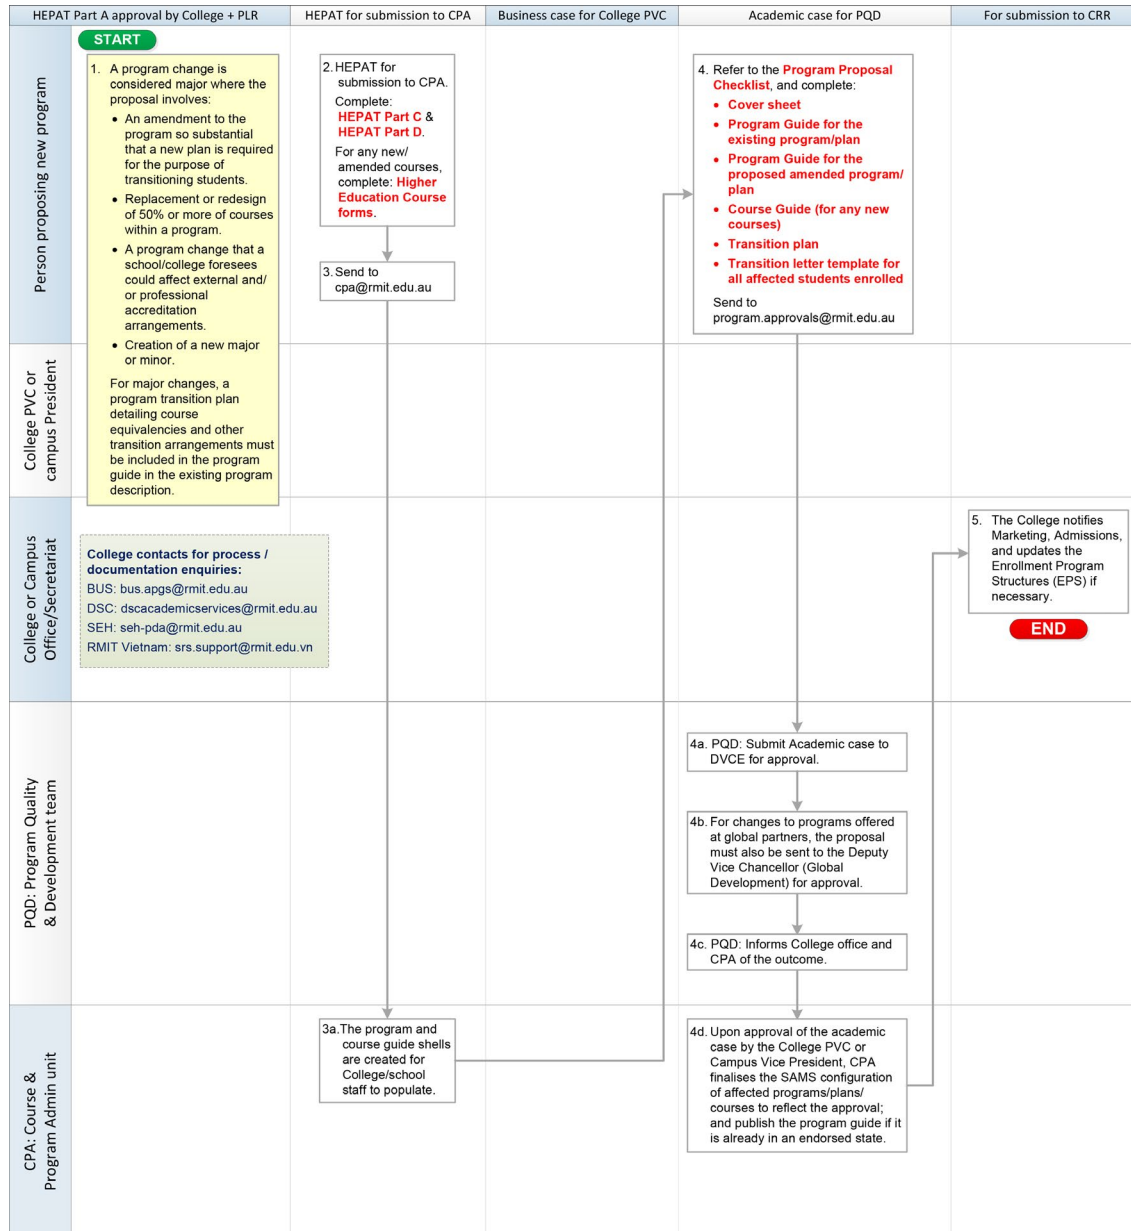 HEPAT Part A approval by College + PLR
HEPAT for submission to CPA
Business case for College PVC
Academic case for PQD
For submission to CRR
Person proposing new program
START
1. A program change is
considered major where the
proposal involves:
• An amendment to the
program so substantial
that a new plan is required
for the purpose of
transitioning students.
• Replacement or redesign
of 50% or more of courses
within a program.
• A program change that a
school/college foresees
could affect external and/
or professional
accreditation
arrangements.
• Creation of a new major
or minor.
For major changes, a
program transition plan
detailing course
equivalencies and other
transition arrangements must
be included in the program
guide in the existing program
description.
2. HEPAT for
submission to CPA.
Complete:
HEPAT Part C &
HEPAT Part D.
For any new/
amended courses,
complete: Higher
Education Course
forms.
3. Send to
cpa@rmit.edu.au
4. Refer to the Program Proposal
Checklist, and complete:
• Cover sheet
• Program Guide for the
existing program/plan
• Program Guide for the
proposed amended program/
plan
• Course Guide (for any new
courses)
• Transition plan
• Transition letter template for
all affected students enrolled
Send to
program.approvals@rmit.edu.au
College PVC or
campus President
College or Campus
Office/Secretariat
College contacts for process /
documentation enquiries:
BUS: bus.apgs@rmit.edu.au
DSC: dscacademicservices@rmit.edu.au
SEH: seh-pda@rmit.edu.au
RMIT Vietnam: srs.support@rmit.edu.vn
5. The College notifies
Marketing, Admissions,
and updates the
Enrollment Program
Structures (EPS) if
necessary.
END
PQD: Program Quality
& Development team
4a. PQD: Submit Academic case to
DVCE for approval.
4b. For changes to programs offered
at global partners, the proposal
must also be sent to the Deputy
Vice Chancellor (Global
Development) for approval.
4c. PQD: Informs College office and
CPA of the outcome.
CPA: Course &
Program Admin unit
3a. The program and
course guide shells
are created for
College/school
staff to populate.
4d. Upon approval of the academic
case by the College PVC or
Campus Vice President, CPA
finalises the SAMS configuration
of affected programs/plans/
courses to reflect the approval;
and publish the program guide if it
is already in an endorsed state.